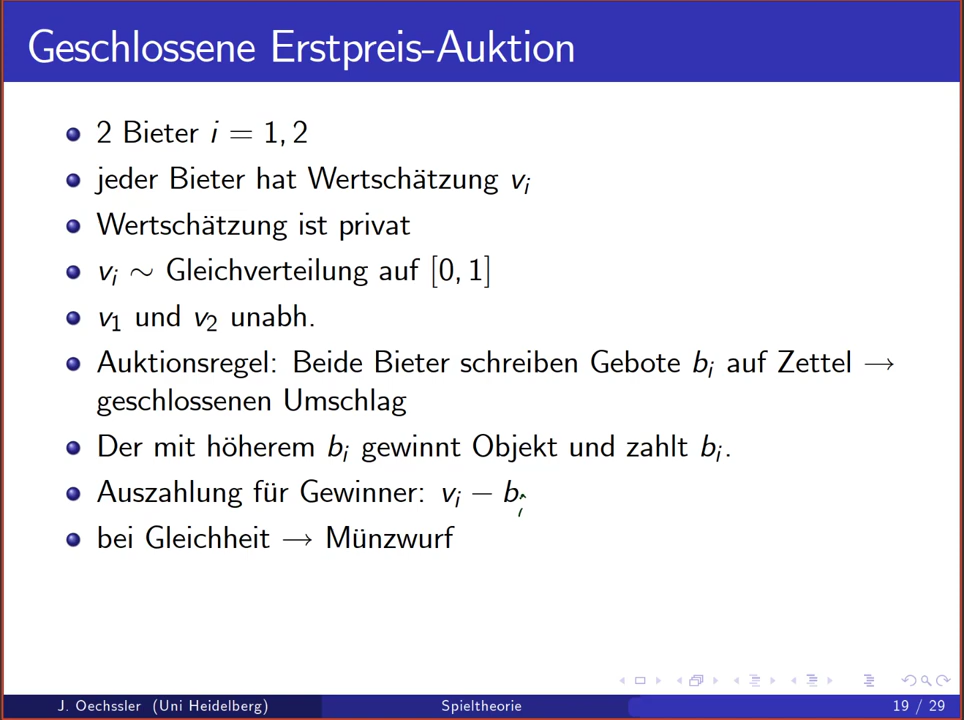 Geschlossene Erstpreis-Auktion
2 Bieter i = 1, 2
jeder Bieter hat Wertschätzung vᵢ
Wertschätzung ist privat
vᵢ ∼ Gleichverteilung auf [0, 1]
v₁ und v₂ unabh.
Auktionsregel: Beide Bieter schreiben Gebote bᵢ auf Zettel →
geschlossenen Umschlag
Der mit höherem bᵢ gewinnt Objekt und zahlt bᵢ.
Auszahlung für Gewinner: vᵢ − bᵢ
bei Gleichheit → Münzwurf
J. Oechssler (Uni Heidelberg) Spieltheorie 19 / 29